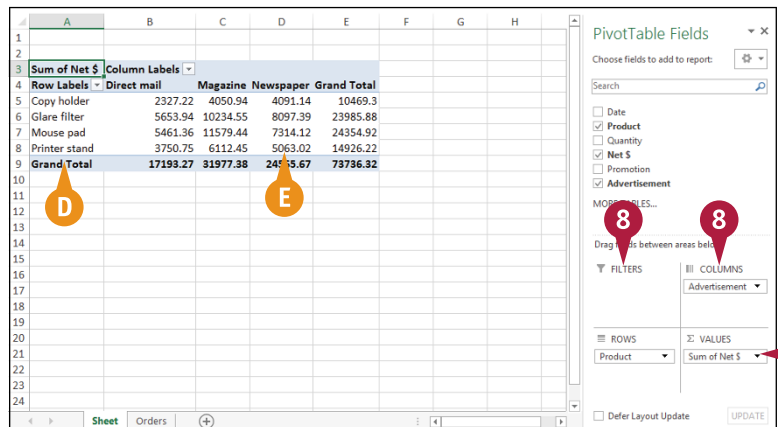 A B C D E F G H
PivotTable Fields
Choose fields to add to report:
Search
Date
Product
Quantity
Net $
Promotion
Advertisement
1
2
3 Sum of Net $ Column Labels
4 Row Labels Direct mail Magazine Newspaper Grand Total
5 Copy holder 2327.22 4050.94 4091.14 10469.3
6 Glare filter 5653.94 10234.55 8097.39 23985.88
7 Mouse pad 5461.36 11579.44 7314.12 24354.92
8 Printer stand 3750.75 6112.45 5063.02 14926.22
9 Grand Total 17193.27 31977.38 73736.32
10
11
12
13
14
15
16
17
18
19
20
21
22
23
24
D
E
8 8
Drag between areas
FILTERS
COLUMNS
Advertisement
ROWS
Product
Σ VALUES
Sum of Net $
Defer Layout Update UPDATE
Sheet Orders